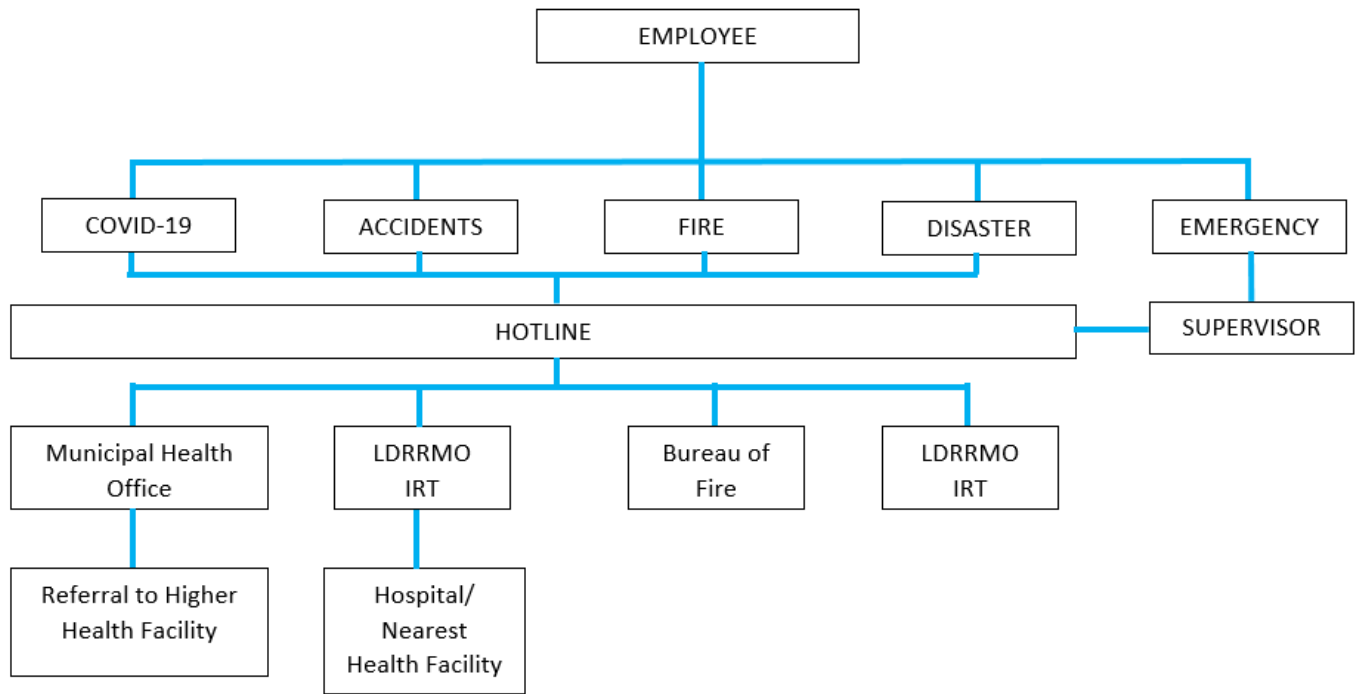 EMPLOYEE
COVID-19
ACCIDENTS
FIRE
DISASTER
EMERGENCY
HOTLINE
SUPERVISOR
Municipal Health
Office
LDRRMO
IRT
Bureau of
Fire
LDRRMO
IRT
Referral to Higher
Health Facility
Hospital/
Nearest
Health Facility